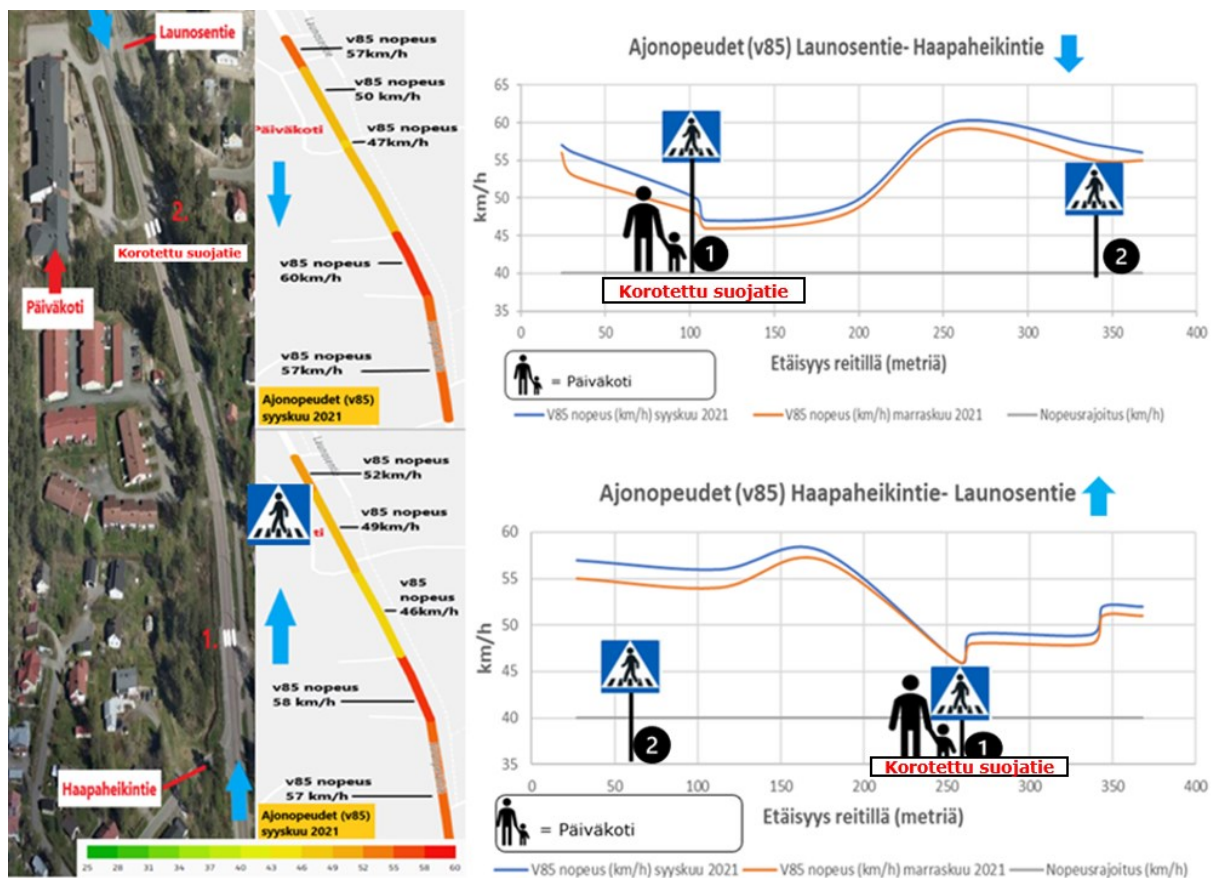 Launosentie
2.
Korotettu suojatie
Päiväkoti
1.
Haapaheikintie
Launosentie
v85 nopeus
57km/h
v85 nopeus
50 km/h
Päiväkoti
v85 nopeus
47km/h
v85 nopeus
60km/h
v85 nopeus
57km/h
Ajonopeudet (v85)
syyskuu 2021
Launosentie
v85 nopeus
52km/h
v85 nopeus
49km/h
ti
v85
nopeus
46km/h
v85 nopeus
58 km/h
v85 nopeus
57 km/h
Ajonopeudet (v85)
syyskuu 2021
25 28 31 34 37 40 43 46 49 52 55 60
Ajonopeudet (v85) Launosentie- Haapaheikintie
65
60
55
50
45
40
35
km/h
1
2
Korotettu suojatie
0 50 100 150 200 250 300 350 400
Etäisyys reitillä (metriä)
= Päiväkoti
V85 nopeus (km/h) syyskuu 2021
V85 nopeus (km/h) marraskuu 2021
Nopeusrajoitus (km/h)
Ajonopeudet (v85) Haapaheikintie- Launosentie
60
55
50
45
40
35
km/h
2
1
Korotettu suojatie
0 50 100 150 200 250 300 350 400
Etäisyys reitillä (metriä)
= Päiväkoti
V85 nopeus (km/h) syyskuu 2021
V85 nopeus (km/h) marraskuu 2021
Nopeusrajoitus (km/h)